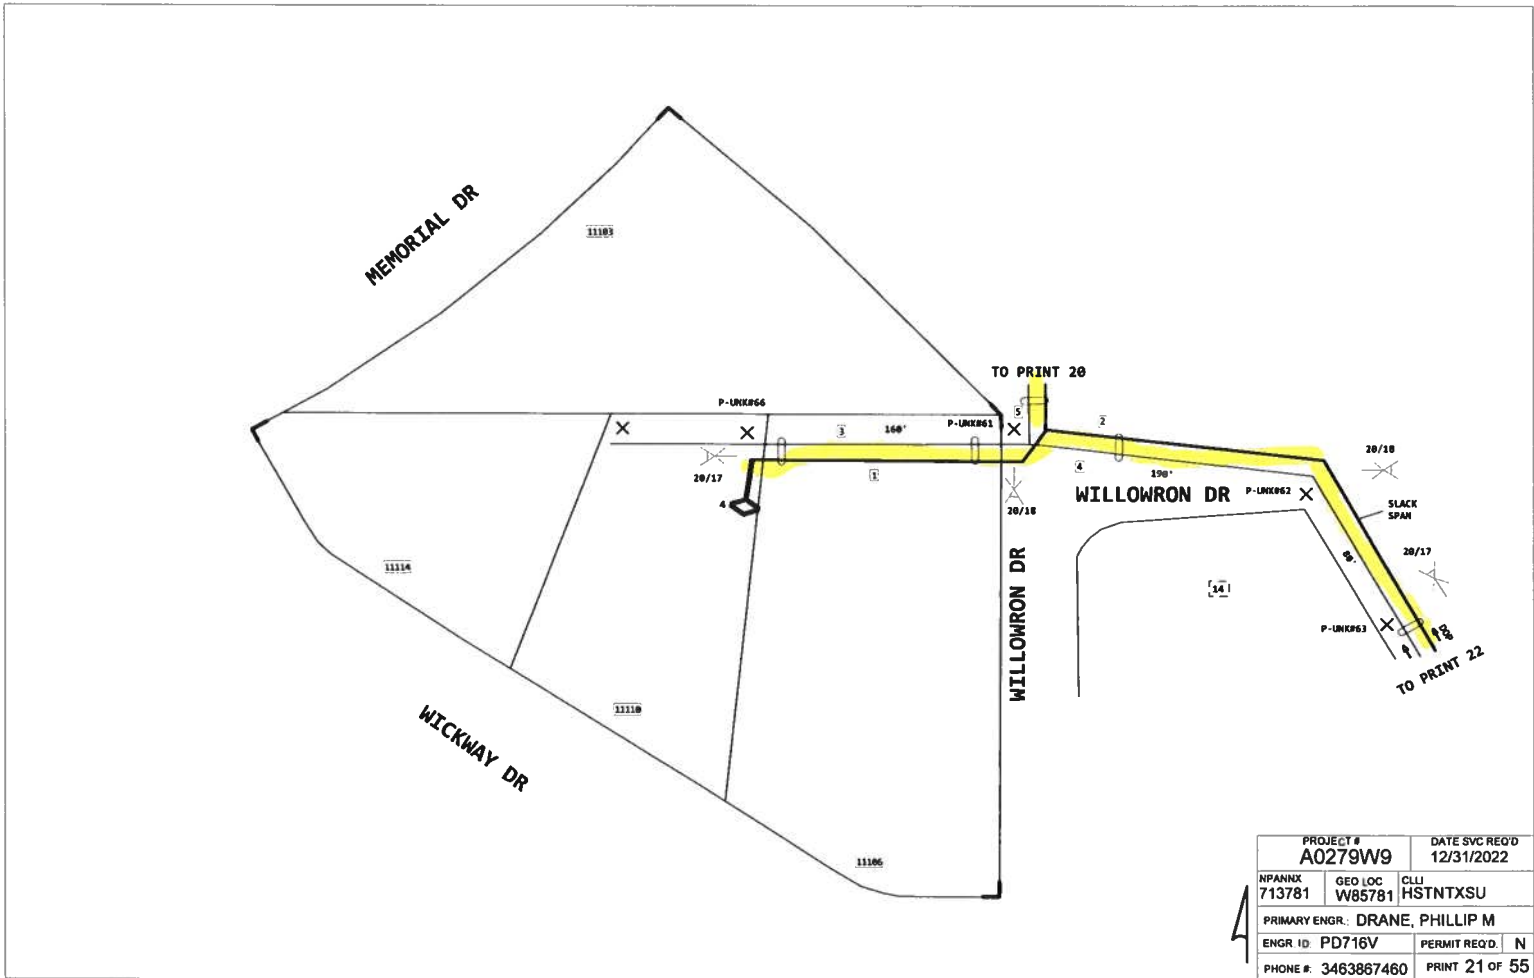 MEMORIAL DR
11103
TO PRINT 20
P-UNK#66
5
P-UNK#61
2
3
160'
20/18
4
190'
1
20/17
4
WILLOWRON DR
P-UNK#62
20/18
SLACK
SPAN
20/17
80'
11114
WILLOWRON DR
14
P-UNK#63
TO PRINT 22
11110
WICKWAY DR
11106
PROJECT #
A0279W9
DATE SVC REQ'D
12/31/2022
NPANNX
713781
GEO LOC
W85781
CLLI
HSTNTXSU
PRIMARY ENGR.: DRANE, PHILLIP M
ENGR ID: PD716V
PERMIT REQ'D. N
PHONE #: 3463867460
PRINT 21 OF 55